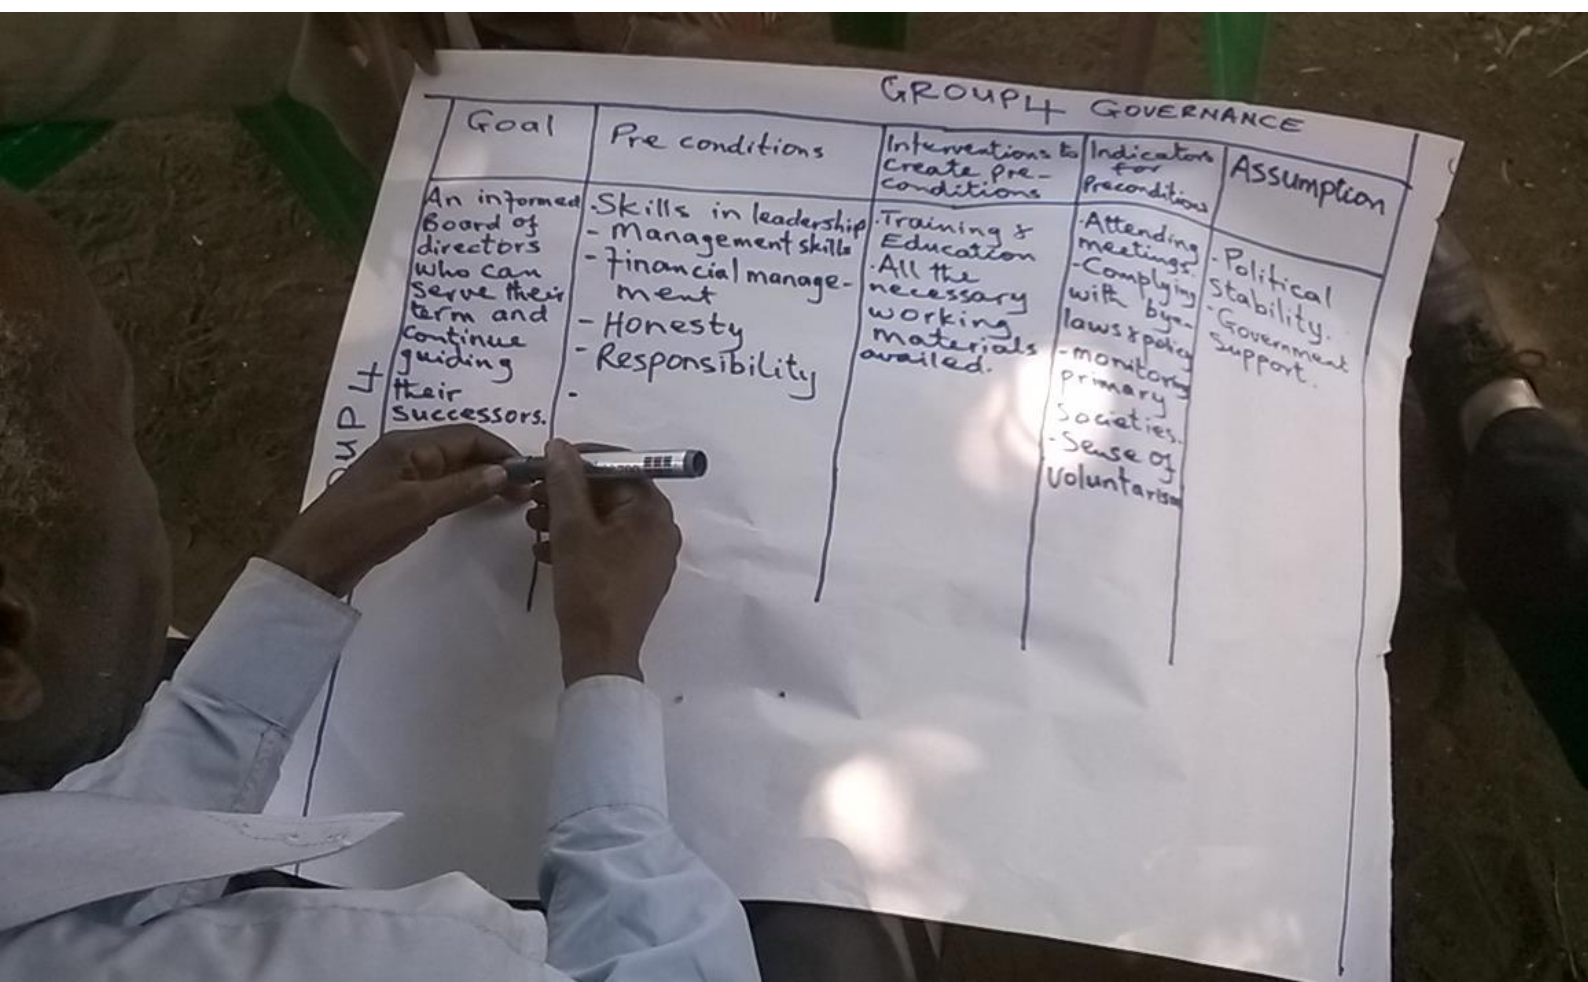 GROUP 4 GOVERNANCE
Goal
An informed
Board of
directors
who can
serve their
term and
continue
guiding
their
successors.
Pre conditions
·Skills in leadership
- Management skills
- Financial manage-
ment
- Honesty
- Responsibility
-
Interventions to
create pre-
conditions
·Training &
Education
·All the
necessary
working
materials
availed.
Indicators
for
Preconditions
·Attending
meetings.
-Complying
with bye-
laws & policy
-monitoring
primary
societies.
-Sense of
Voluntarism
Assumption
-Political
stability.
-Government
support.
OUP 4